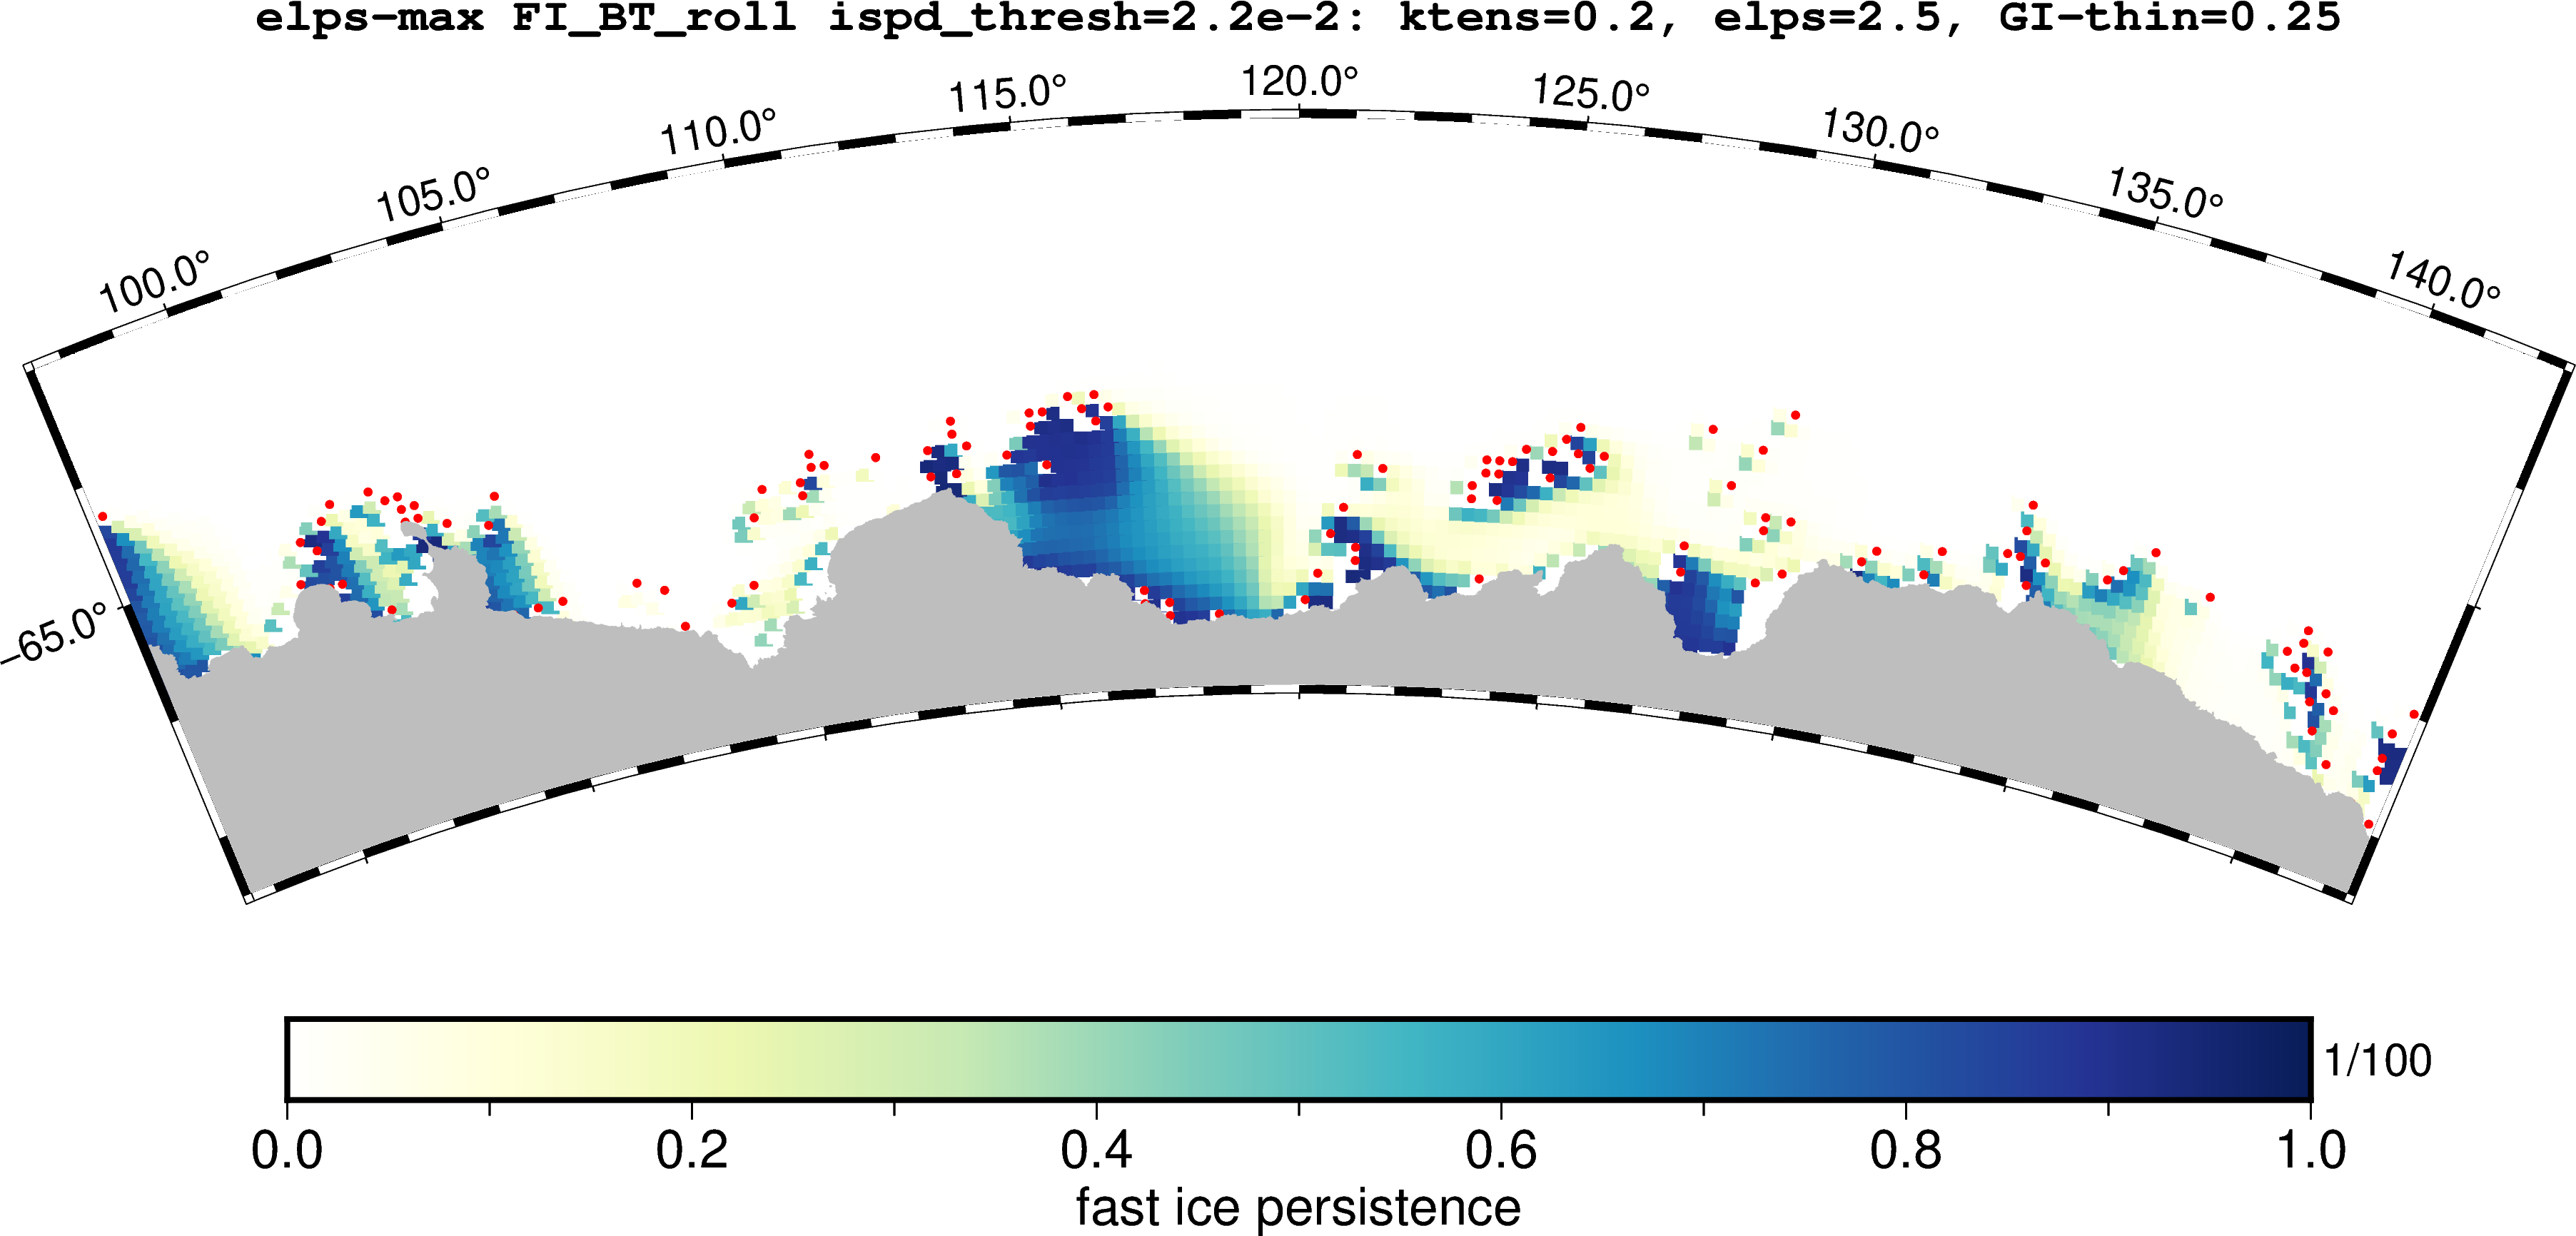 elps-max FI_BT_roll ispd_thresh=2.2e-2: ktens=0.2, elps=2.5, GI-thin=0.25
100.0° 105.0° 110.0° 115.0° 120.0° 125.0° 130.0° 135.0° 140.0°
-65.0°
1/100
0.0 0.2 0.4 0.6 0.8 1.0
fast ice persistence